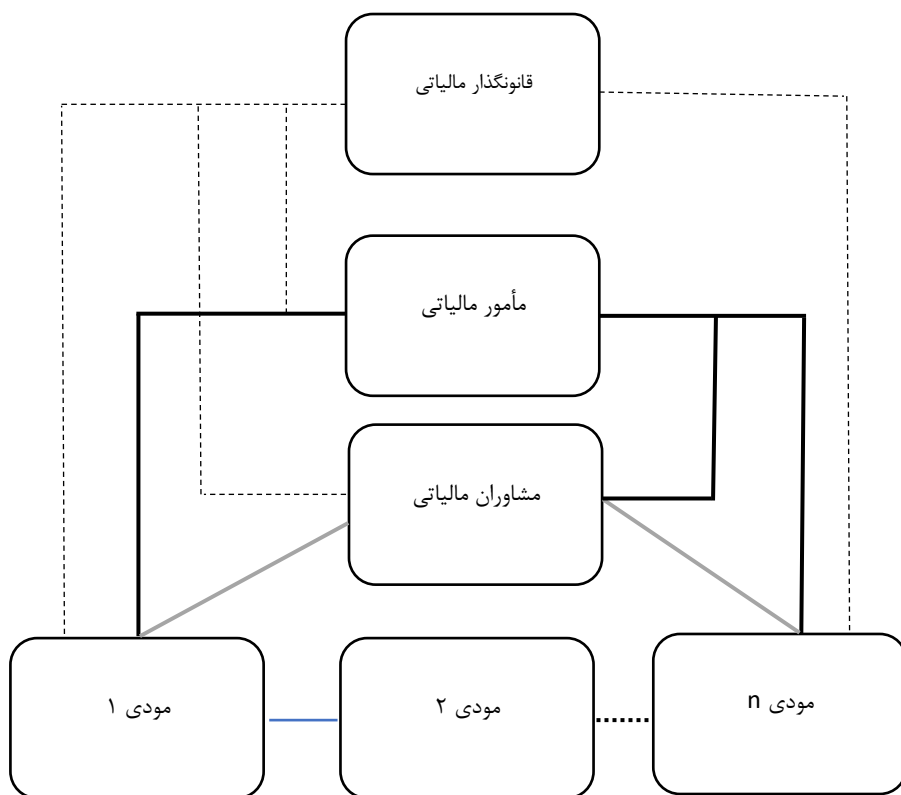 قانونگذار مالیاتی
مأمور مالیاتی
مشاوران مالیاتی
مودی ۱
مودی ۲
مودی n